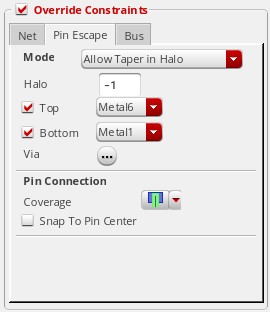 Override Constraints
Net Pin Escape Bus
Mode Allow Taper in Halo
Halo -1
Top Metal6
Bottom Metal1
Via ...
Pin Connection
Coverage
Snap To Pin Center